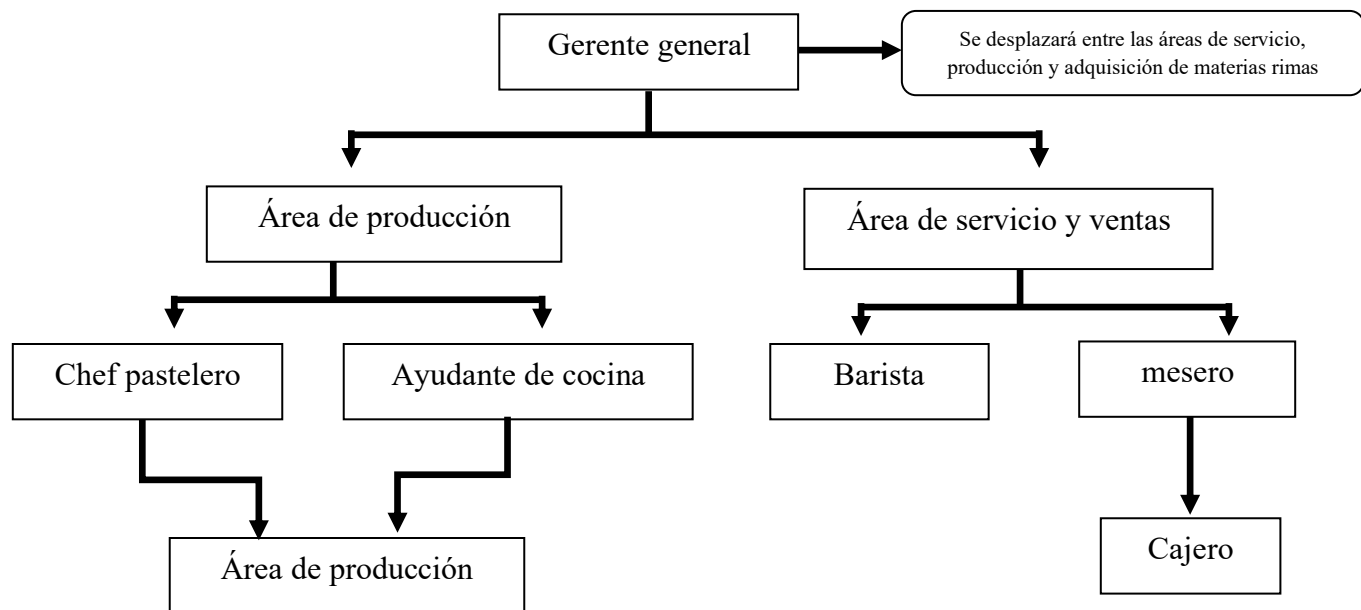 Gerente general
Se desplazará entre las áreas de servicio,
producción y adquisición de materias rimas
Área de producción
Área de servicio y ventas
Chef pastelero
Ayudante de cocina
Barista
mesero
Área de producción
Cajero